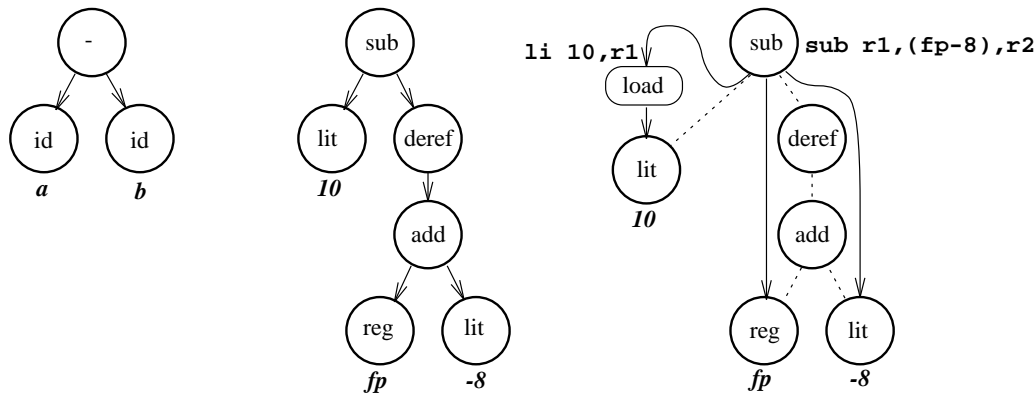 -
id
id
a
b
sub
lit
deref
10
add
reg
lit
fp
-8
li 10,r1
sub
sub r1,(fp-8),r2
load
deref
lit
10
add
reg
lit
fp
-8